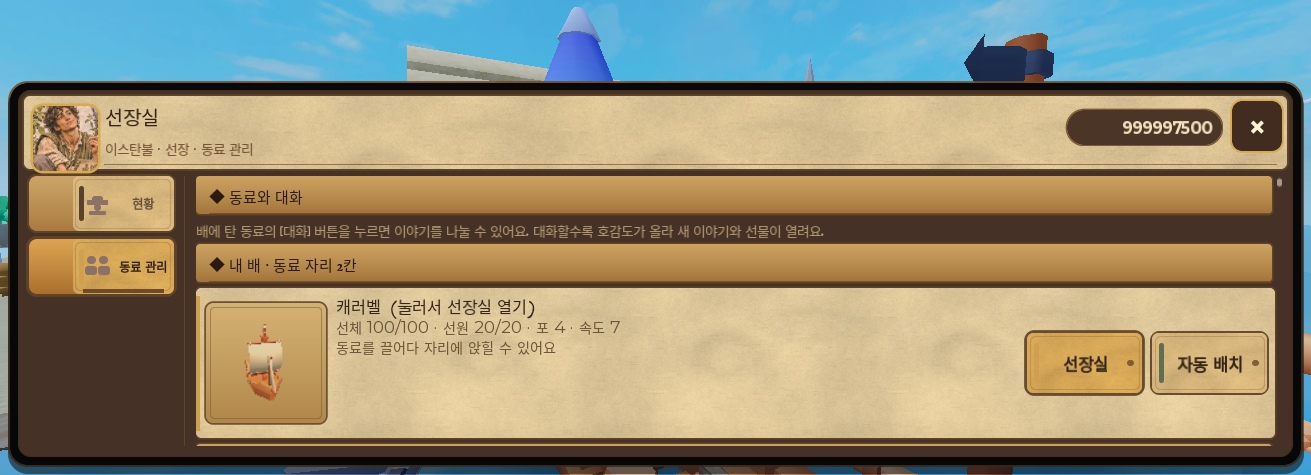 선장실
이스탄불 · 선장 · 동료 관리
999997500
×
현황
동료 관리
◆ 동료와 대화
배에 탄 동료의 [대화] 버튼을 누르면 이야기를 나눌 수 있어요. 대화할수록 호감도가 올라 새 이야기와 선물이 열려요.
◆ 내 배 · 동료 자리 2칸
캐러벨 (눌러서 선장실 열기)
선체 100/100 · 선원 20/20 · 포 4 · 속도 7
동료를 끌어다 자리에 앉힐 수 있어요
선장실
자동 배치